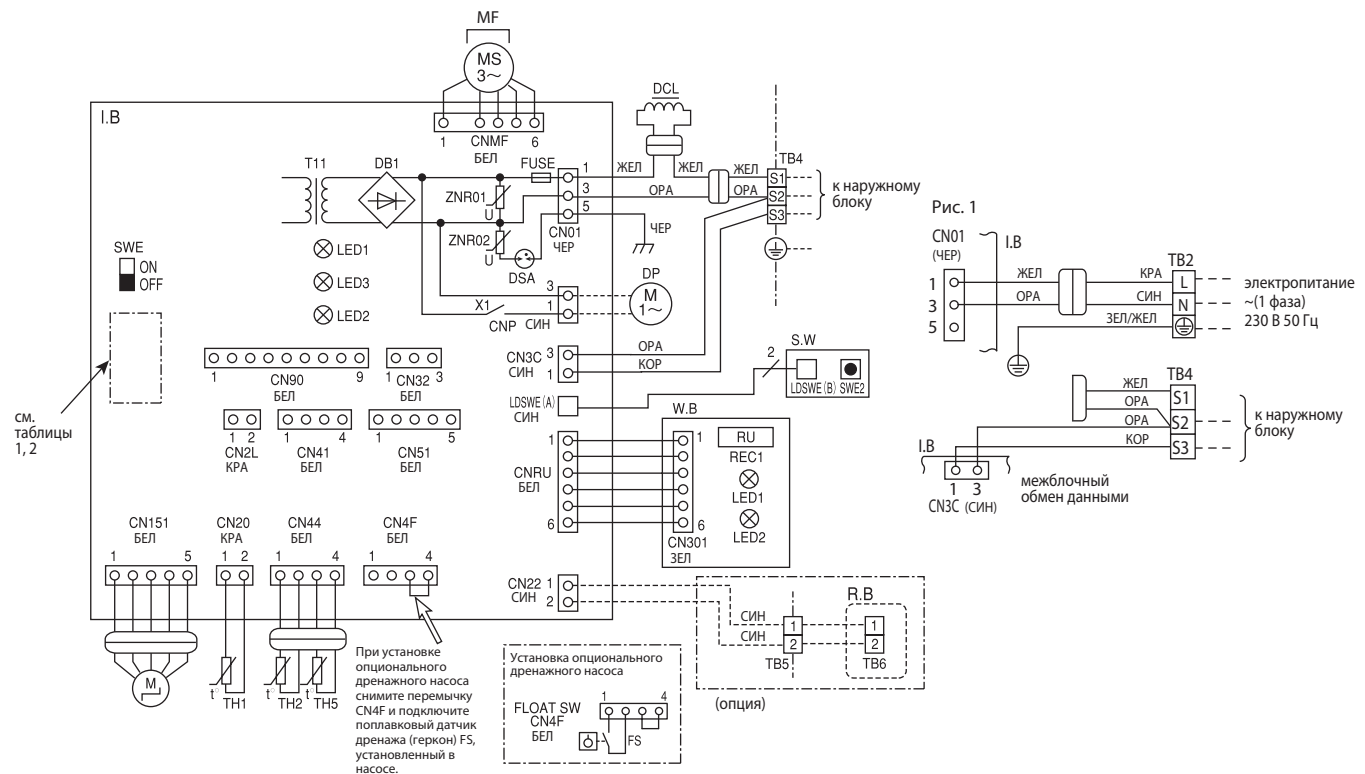 MF
MS
3~
I.B
1 CNMF 6
БЕЛ
DCL
T11
DB1
FUSE
1
3
5
ZNR01
U
ZNR02
U
DSA
CN01
ЧЕР
ЖЕЛ
ЖЕЛ
ЖЕЛ
ОРА
ОРА
ЧЕР
TB4
S1
S2
S3
к наружному
блоку
SWE
ON
OFF
LED1
LED3
LED2
X1
CNP
3
1
СИН
DP
M
1~
CN3C
СИН
3
1
ОРА
КОР
LDSWE (A)
СИН
2
S.W
LDSWE (B) SWE2
см.
таблицы
1, 2
1 9
CN90
БЕЛ
1 3
CN32
БЕЛ
1 2
CN2L
КРА
1 4
CN41
БЕЛ
1 5
CN51
БЕЛ
1
CNRU
БЕЛ
6
W.B
1
RU
REC1
LED1
LED2
6
CN301
ЗЕЛ
CN151
БЕЛ
1 5
CN20
КРА
1 2
CN44
БЕЛ
1 4
CN4F
БЕЛ
1 4
M
t°
TH1
t°
TH2
t°
TH5
При установке
опционального
дренажного насоса
снимите перемычку
CN4F и подключите
поплавковый датчик
дренажа (геркон) FS,
установленный в
насосе.
CN22
СИН
1
2
СИН
СИН
1
2
TB5
R.B
1
2
TB6
(опция)
Установка опционального
дренажного насоса
FLOAT SW
CN4F
БЕЛ
1 4
FS
Рис. 1
CN01
(ЧЕР)
I.B
1
3
5
ЖЕЛ
ОРА
КРА
СИН
ЗЕЛ/ЖЕЛ
TB2
L
N
электропитание
~(1 фаза)
230 В 50 Гц
TB4
ЖЕЛ
ОРА
ОРА
КОР
S1
S2
S3
к наружному
блоку
I.B
1 3
CN3C (СИН)
межблочный
обмен данными